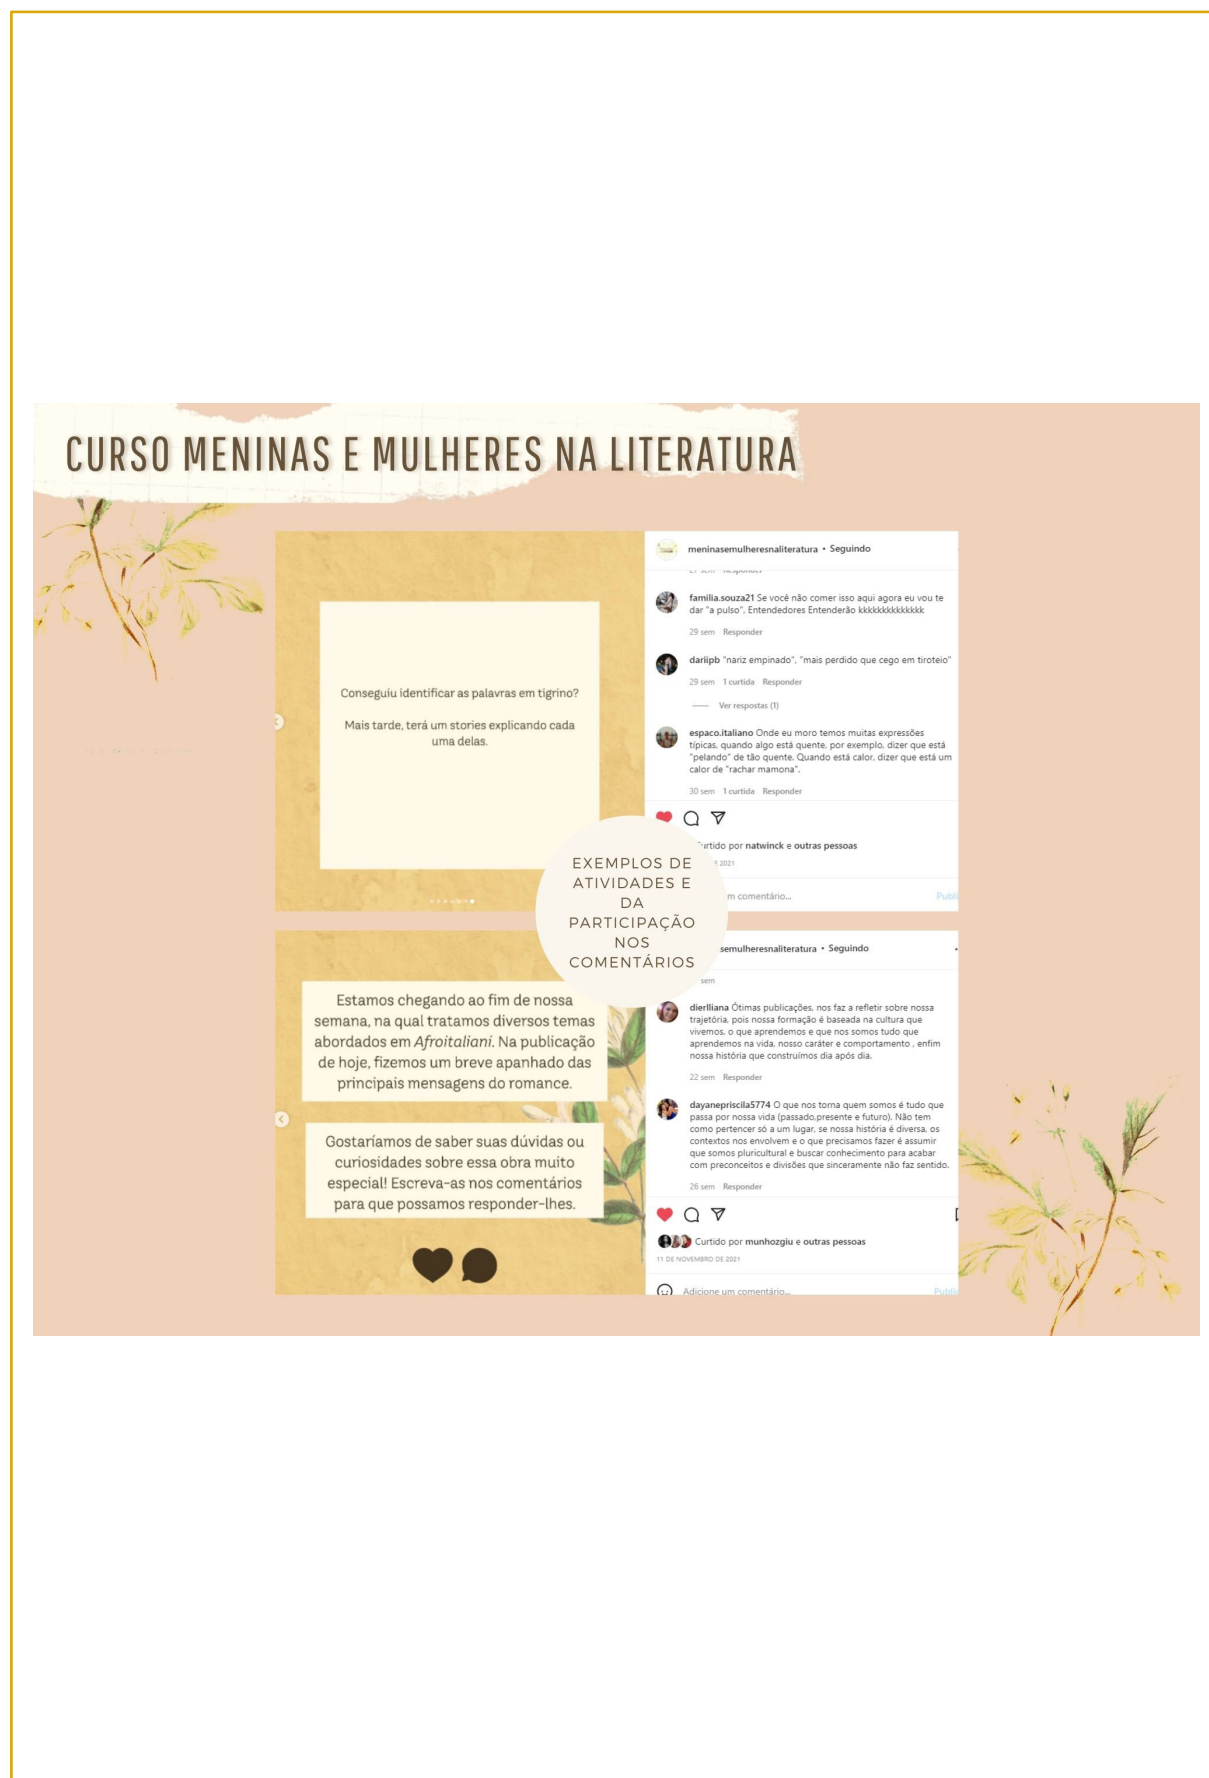 CURSO MENINAS E MULHERES NA LITERATURA
Conseguiu identificar as palavras em tigrino?
Mais tarde, terá um stories explicando cada
uma delas.
meninasemulheresnaliteratura • Seguindo
27 sem Responder
familia.souza21 Se você não comer isso aqui agora eu vou te
dar "a pulso", Entendedores Entenderão kkkkkkkkkkkkkk
29 sem Responder
dariipb "nariz empinado", "mais perdido que cego em tiroteio"
29 sem 1 curtida Responder
Ver respostas (1)
espaco.italiano Onde eu moro temos muitas expressões
típicas, quando algo está quente, por exemplo, dizer que está
"pelando" de tão quente. Quando está calor, dizer que está um
calor de "rachar mamona".
30 sem 1 curtida Responder
urtido por natwinck e outras pessoas
E 2021
m comentário... Publi
EXEMPLOS DE
ATIVIDADES E
DA
PARTICIPAÇÃO
NOS
COMENTÁRIOS
Estamos chegando ao fim de nossa
semana, na qual tratamos diversos temas
abordados em Afroitaliani. Na publicação
de hoje, fizemos um breve apanhado das
principais mensagens do romance.
Gostaríamos de saber suas dúvidas ou
curiosidades sobre essa obra muito
especial! Escreva-as nos comentários
para que possamos responder-lhes.
semulheresnaliteratura • Seguindo
sem
dierlliana Ótimas publicações, nos faz a refletir sobre nossa
trajetória, pois nossa formação é baseada na cultura que
vivemos, o que aprendemos e que nos somos tudo que
aprendemos na vida, nosso caráter e comportamento , enfim
nossa história que construímos dia após dia.
22 sem Responder
dayanepriscila5774 O que nos torna quem somos é tudo que
passa por nossa vida (passado,presente e futuro). Não tem
como pertencer só a um lugar, se nossa história é diversa, os
contextos nos envolvem e o que precisamos fazer é assumir
que somos pluricultural e buscar conhecimento para acabar
com preconceitos e divisões que sinceramente não faz sentido.
26 sem Responder
Curtido por munhozgiu e outras pessoas
11 DE NOVEMBRO DE 2021
Adicione um comentário... Public